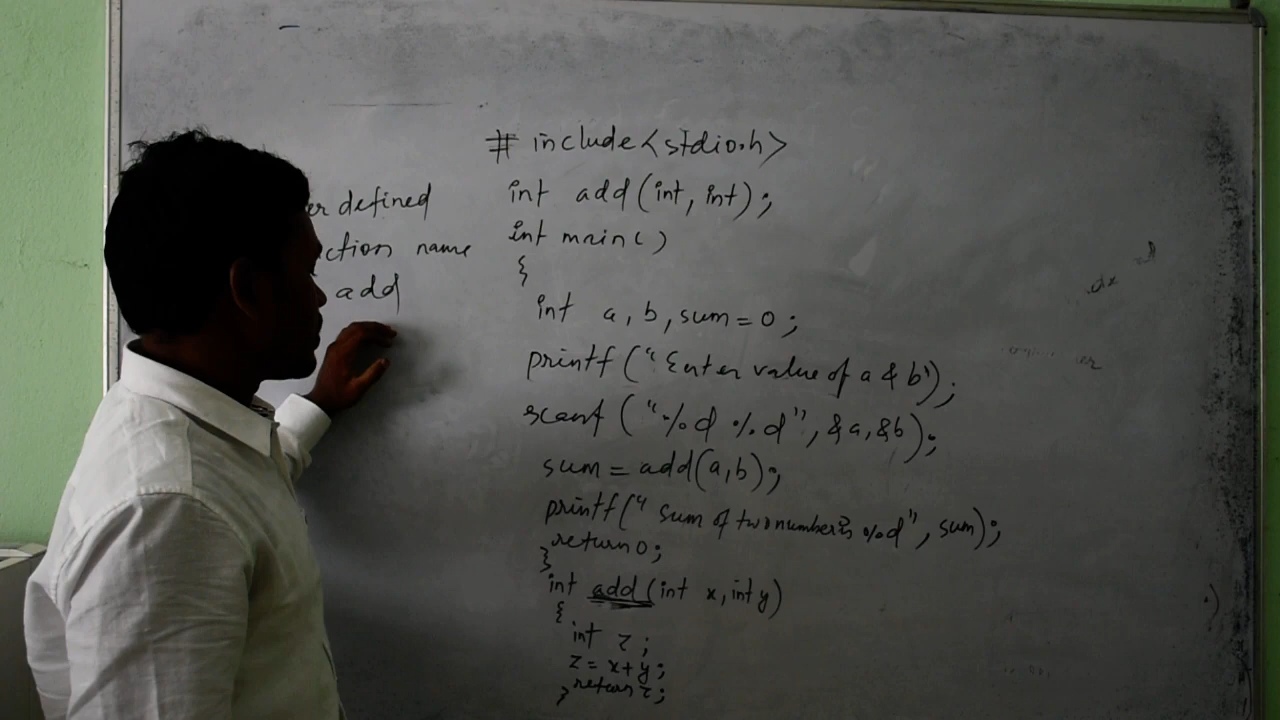 er defined
ction name
add
# include<stdio.h>
int add(int, int);
int main()
{
int a, b, sum=0;
printf("Enter value of a & b");
scanf("%d %d", &a, &b);
sum = add(a,b);
printf("Sum of two number is %d", sum);
return 0;
}
int add(int x, int y)
{
int z;
z = x+y;
return z;
}